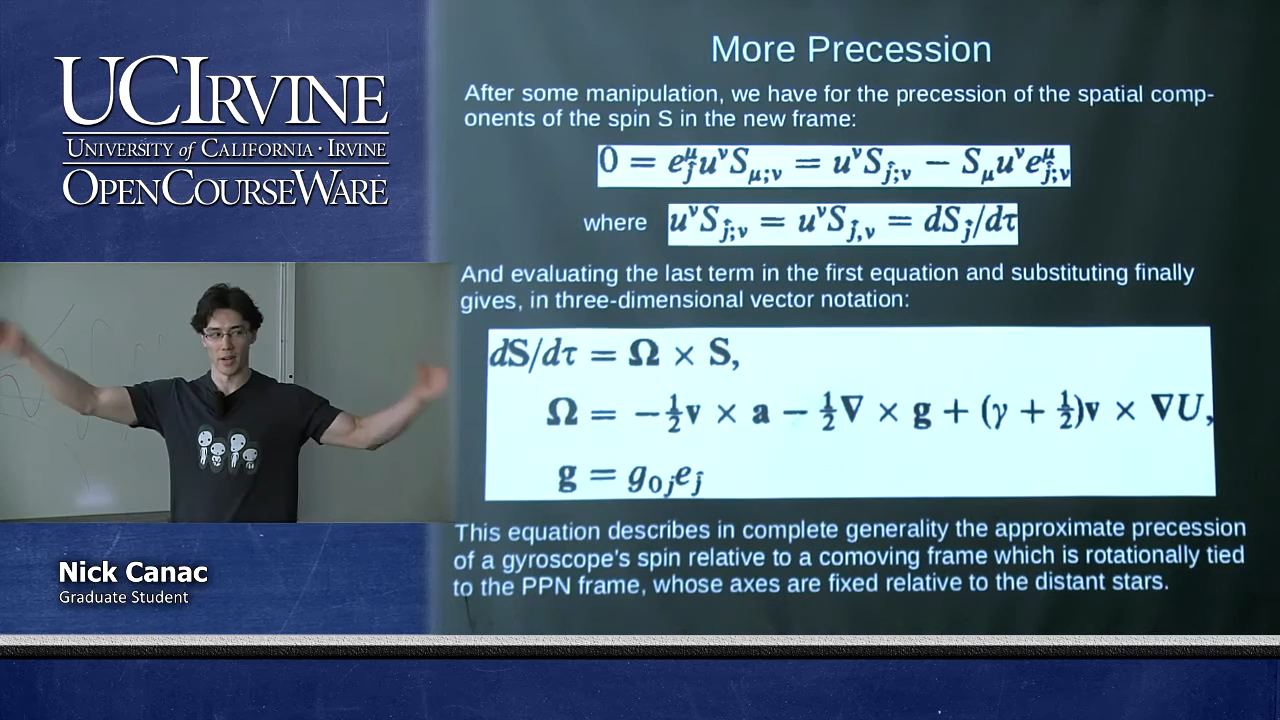 UCIRVINE
UNIVERSITY of CALIFORNIA · IRVINE
OPENCOURSEWARE
Nick Canac
Graduate Student
More Precession
After some manipulation, we have for the precession of the spatial comp-
onents of the spin S in the new frame:
0 = e^μ_ĵ u^ν S_μ;ν = u^ν S_ĵ;ν − S_μ u^ν e^μ_ĵ;ν
where u^ν S_ĵ;ν = u^ν S_ĵ,ν = dS_ĵ/dτ
And evaluating the last term in the first equation and substituting finally
gives, in three-dimensional vector notation:
dS/dτ = Ω × S,
Ω = −½v × a − ½∇ × g + (γ + ½)v × ∇U,
g = g_0j e_ĵ
This equation describes in complete generality the approximate precession
of a gyroscope's spin relative to a comoving frame which is rotationally tied
to the PPN frame, whose axes are fixed relative to the distant stars.